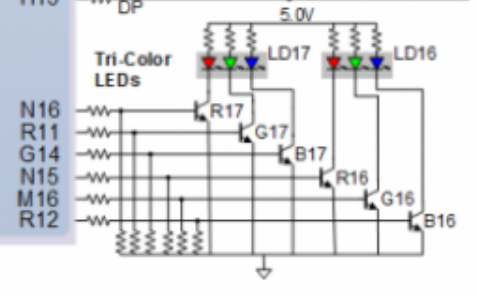 DP
5.0V
Tri-Color
LEDs
LD17
LD16
N16
R17
R11
G17
G14
B17
N15
R16
M16
G16
R12
B16